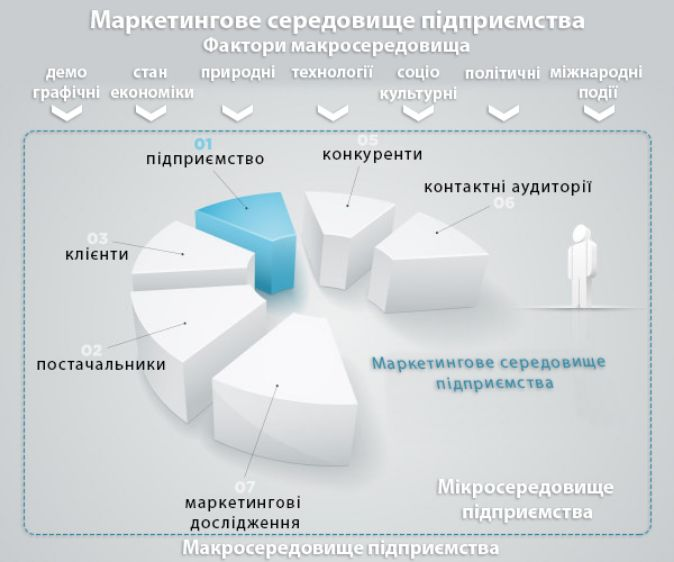 Маркетингове середовище підприємства
Фактори макросередовища
демо графічні
стан економіки
природні
технології
соціо культурні
політичні
міжнародні події
01
підприємство
05
конкуренти
контактні аудиторії
06
03
клієнти
02
постачальники
Маркетингове середовище
підприємства
07
маркетингові
дослідження
Мікросередовище
підприємства
Макросередовище підприємства